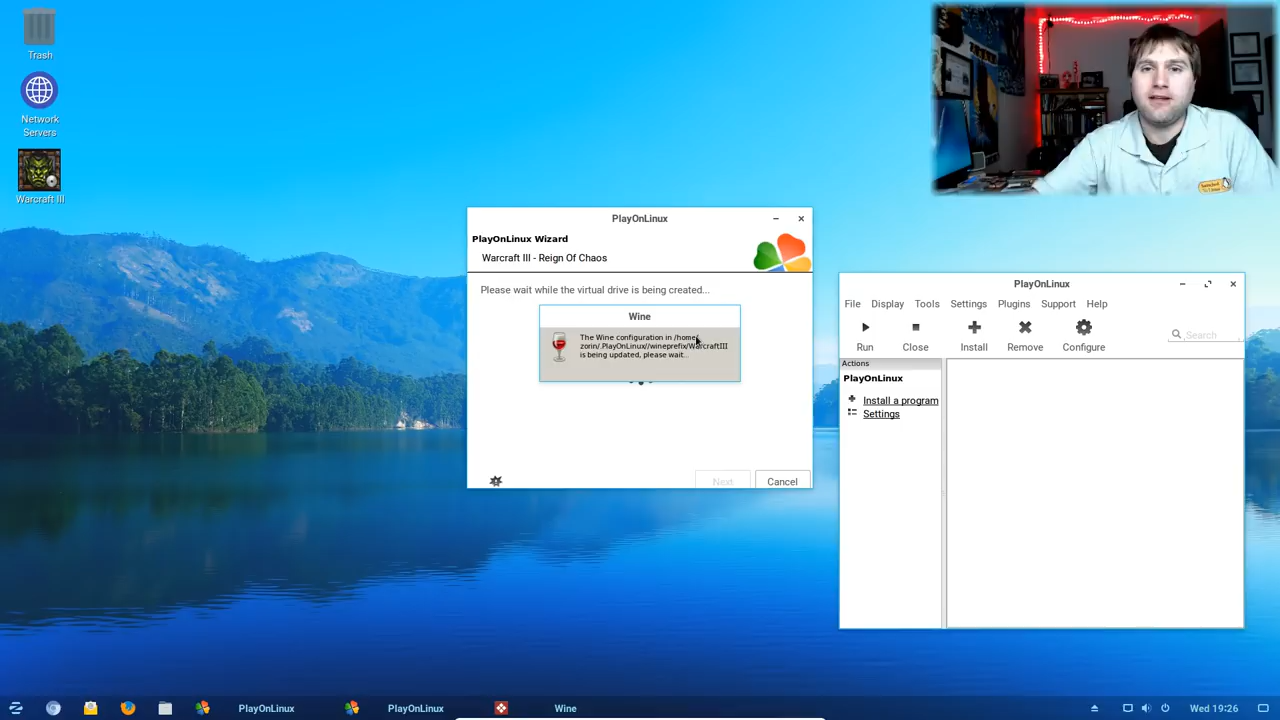 Trash
Network
Servers
Warcraft III
PlayOnLinux
PlayOnLinux Wizard
Warcraft III - Reign Of Chaos
Please wait while the virtual drive is being created...
Wine
The Wine configuration in /home/
zorin/.PlayOnLinux//wineprefix/WarcraftIII
is being updated, please wait...
Next
Cancel
PlayOnLinux
File Display Tools Settings Plugins Support Help
Run Close Install Remove Configure Search
Actions
PlayOnLinux
Install a program
Settings
PlayOnLinux
PlayOnLinux
Wine
Wed 19:26